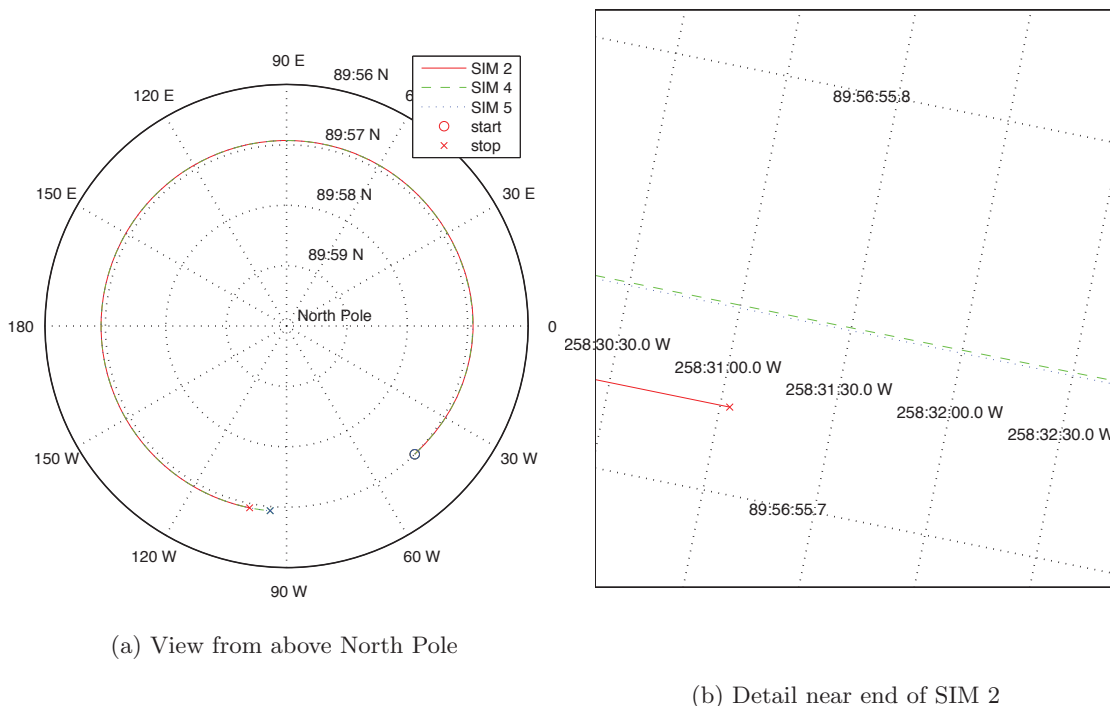 90 E
89:56 N
SIM 2
SIM 4
SIM 5
start
stop
120 E
6
89:57 N
150 E
30 E
89:58 N
89:59 N
North Pole
180
0
150 W
30 W
120 W
60 W
90 W
(a) View from above North Pole
89:56:55.8
258:30:30.0 W
258:31:00.0 W
258:31:30.0 W
258:32:00.0 W
258:32:30.0 W
89:56:55.7
(b) Detail near end of SIM 2